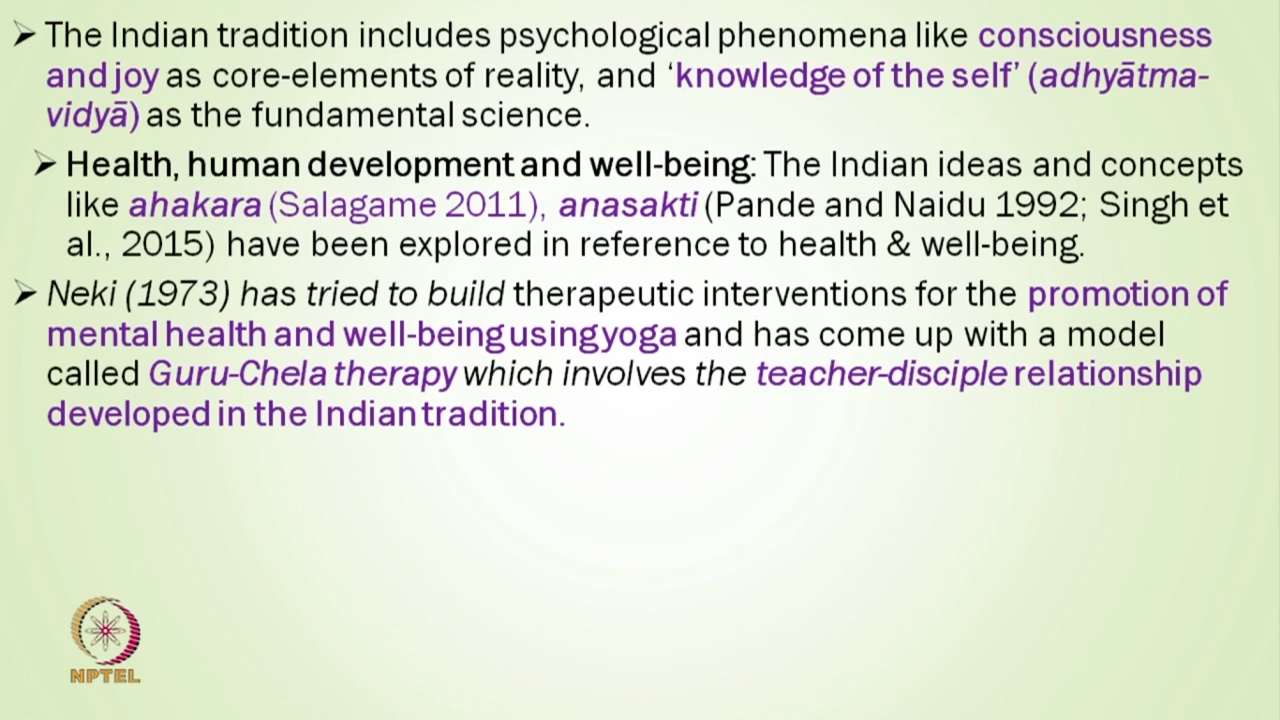 ➢ The Indian tradition includes psychological phenomena like consciousness
and joy as core-elements of reality, and ‘knowledge of the self’ (adhyātma-
vidyā) as the fundamental science.
➢ Health, human development and well-being: The Indian ideas and concepts
like ahakara (Salagame 2011), anasakti (Pande and Naidu 1992; Singh et
al., 2015) have been explored in reference to health & well-being.
➢ Neki (1973) has tried to build therapeutic interventions for the promotion of
mental health and well-being using yoga and has come up with a model
called Guru-Chela therapy which involves the teacher-disciple relationship
developed in the Indian tradition.
NPTEL